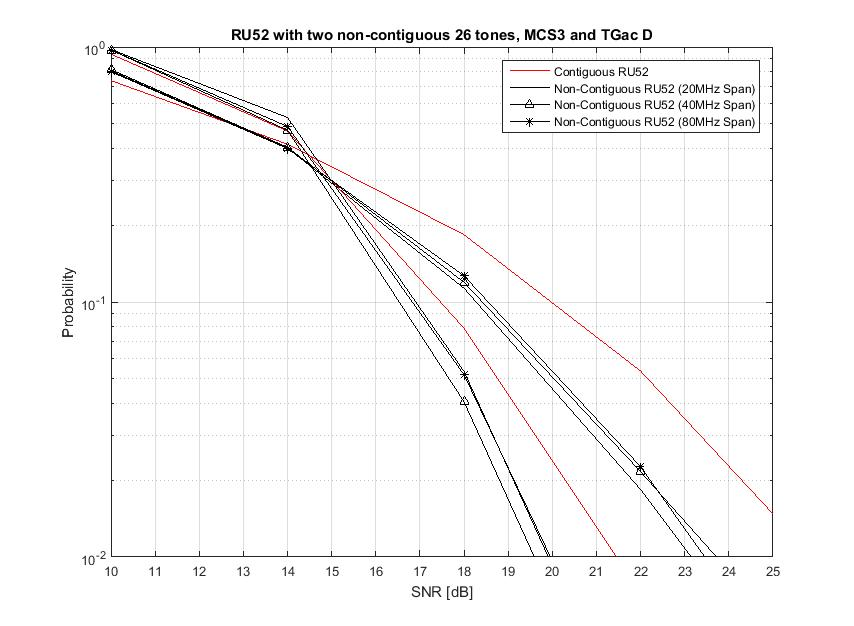 RU52 with two non-contiguous 26 tones, MCS3 and TGac D
10^0
Contiguous RU52
Non-Contiguous RU52 (20MHz Span)
Non-Contiguous RU52 (40MHz Span)
Non-Contiguous RU52 (80MHz Span)
Probability
10^-1
10^-2
10 11 12 13 14 15 16 17 18 19 20 21 22 23 24 25
SNR [dB]